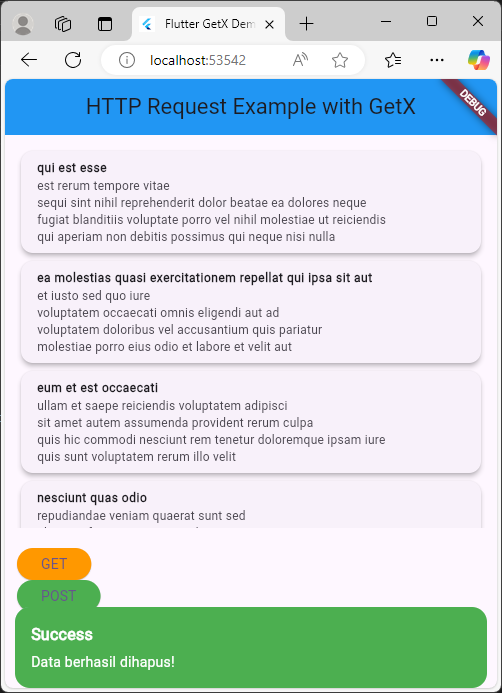 Flutter GetX Dem
localhost:53542
HTTP Request Example with GetX
DEBUG
qui est esse
est rerum tempore vitae
sequi sint nihil reprehenderit dolor beatae ea dolores neque
fugiat blanditiis voluptate porro vel nihil molestiae ut reiciendis
qui aperiam non debitis possimus qui neque nisi nulla
ea molestias quasi exercitationem repellat qui ipsa sit aut
et iusto sed quo iure
voluptatem occaecati omnis eligendi aut ad
voluptatem doloribus vel accusantium quis pariatur
molestiae porro eius odio et labore et velit aut
eum et est occaecati
ullam et saepe reiciendis voluptatem adipisci
sit amet autem assumenda provident rerum culpa
quis hic commodi nesciunt rem tenetur doloremque ipsam iure
quis sunt voluptatem rerum illo velit
nesciunt quas odio
repudiandae veniam quaerat sunt sed
GET
POST
Success
Data berhasil dihapus!